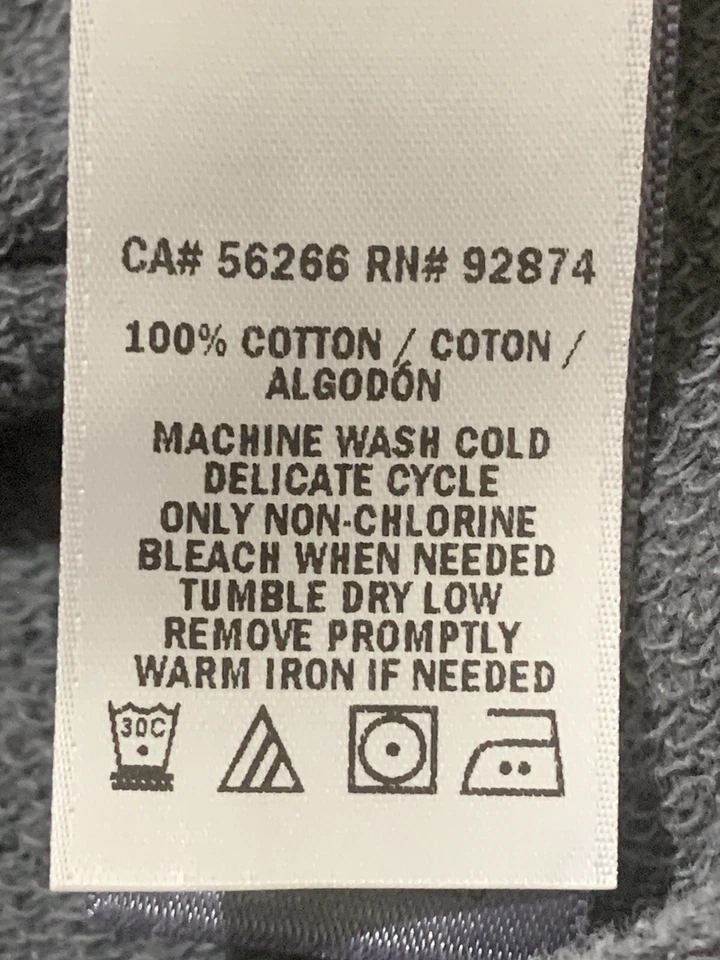 CA# 56266 RN# 92874
100% COTTON / COTON /
ALGODÓN
MACHINE WASH COLD
DELICATE CYCLE
ONLY NON-CHLORINE
BLEACH WHEN NEEDED
TUMBLE DRY LOW
REMOVE PROMPTLY
WARM IRON IF NEEDED
30C